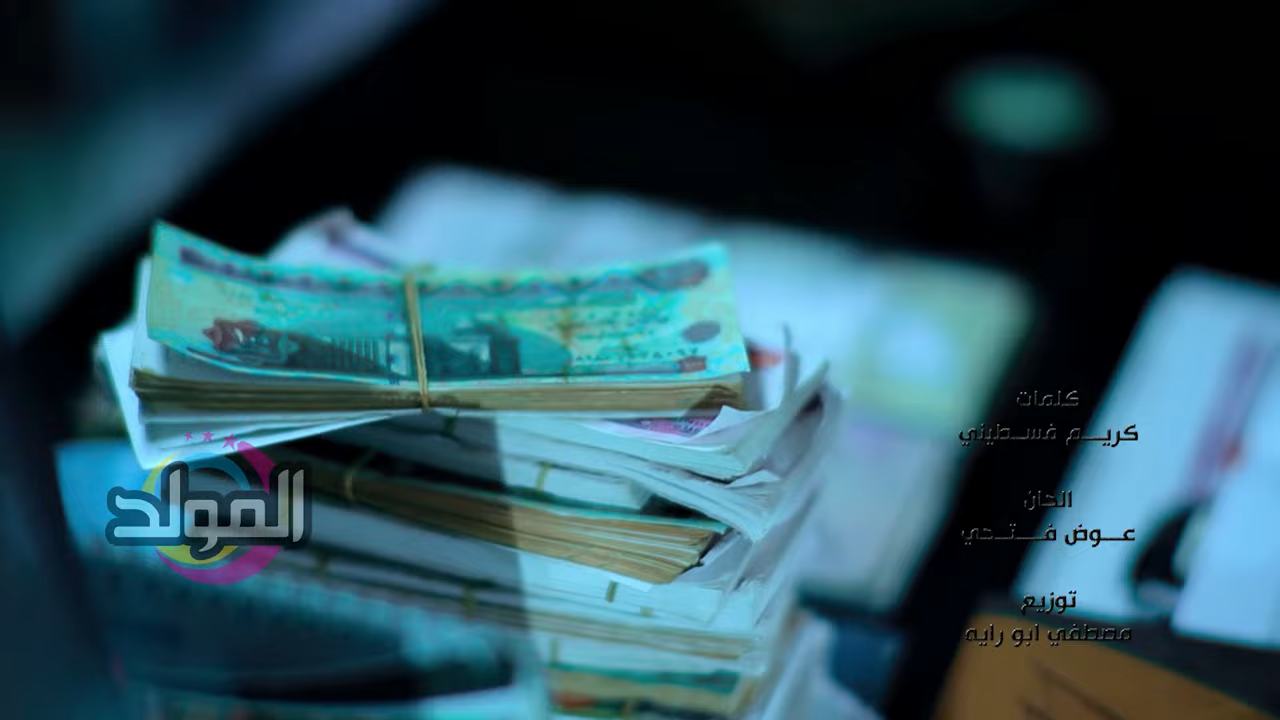 المولد
كلمات
كريم فسطيني
الحان
عوض فتحي
توزيع
مصطفي ابو رايه